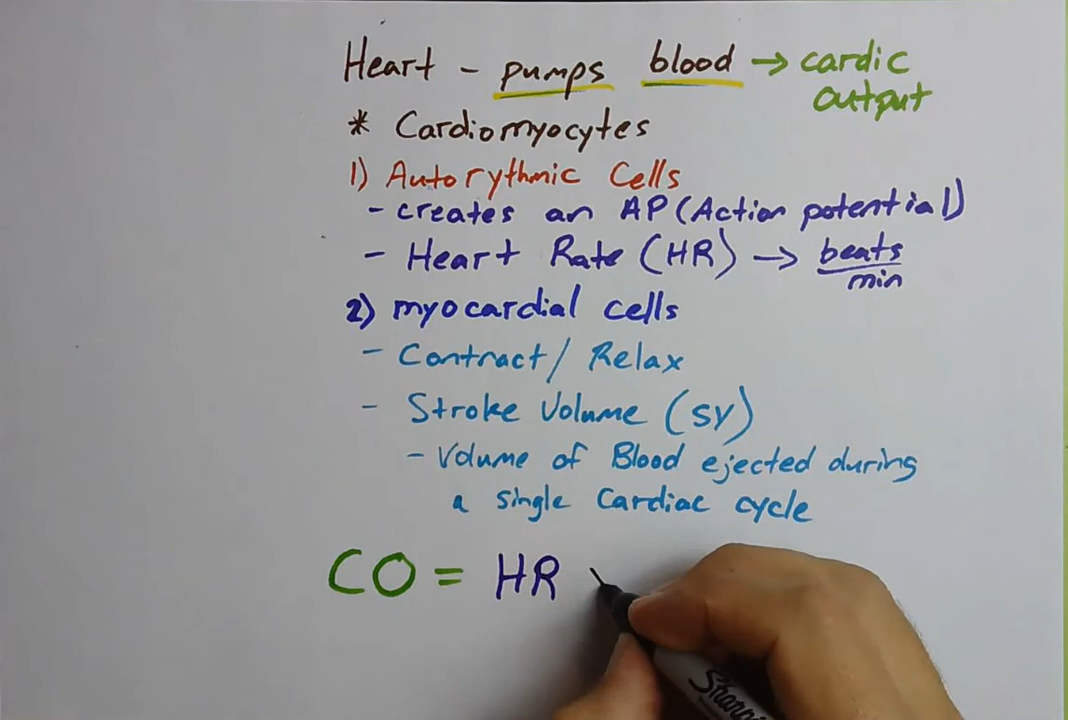 Heart - pumps blood → cardic
output
* Cardiomyocytes
1) Autorythmic Cells
- creates an AP (Action potential)
- Heart Rate (HR) → beats
min
2) myocardial cells
- Contract / Relax
- Stroke Volume (SV)
- Volume of Blood ejected during
a single Cardiac cycle
CO = HR